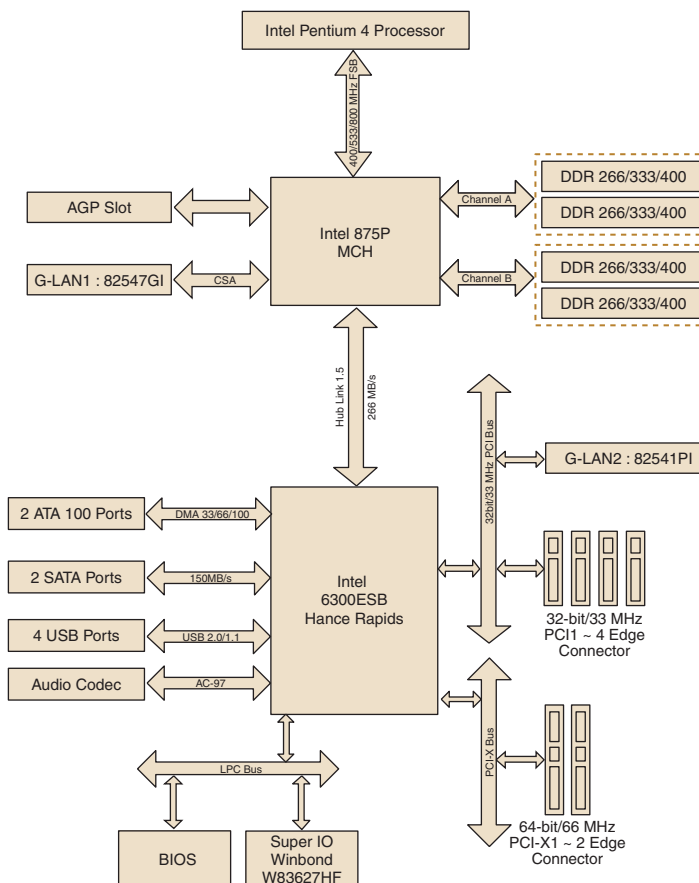 Intel Pentium 4 Processor
400/533/800 MHz FSB
AGP Slot
G-LAN1 : 82547GI
CSA
Intel 875P
MCH
Channel A
DDR 266/333/400
DDR 266/333/400
Channel B
DDR 266/333/400
DDR 266/333/400
Hub Link 1.5
266 MB/s
32bit/33 MHz PCI Bus
G-LAN2 : 82541PI
2 ATA 100 Ports
DMA 33/66/100
2 SATA Ports
150MB/s
4 USB Ports
USB 2.0/1.1
Audio Codec
AC-97
Intel
6300ESB
Hance Rapids
32-bit/33 MHz
PCI1 ~ 4 Edge
Connector
PCI-X Bus
64-bit/66 MHz
PCI-X1 ~ 2 Edge
Connector
LPC Bus
BIOS
Super IO
Winbond
W83627HF